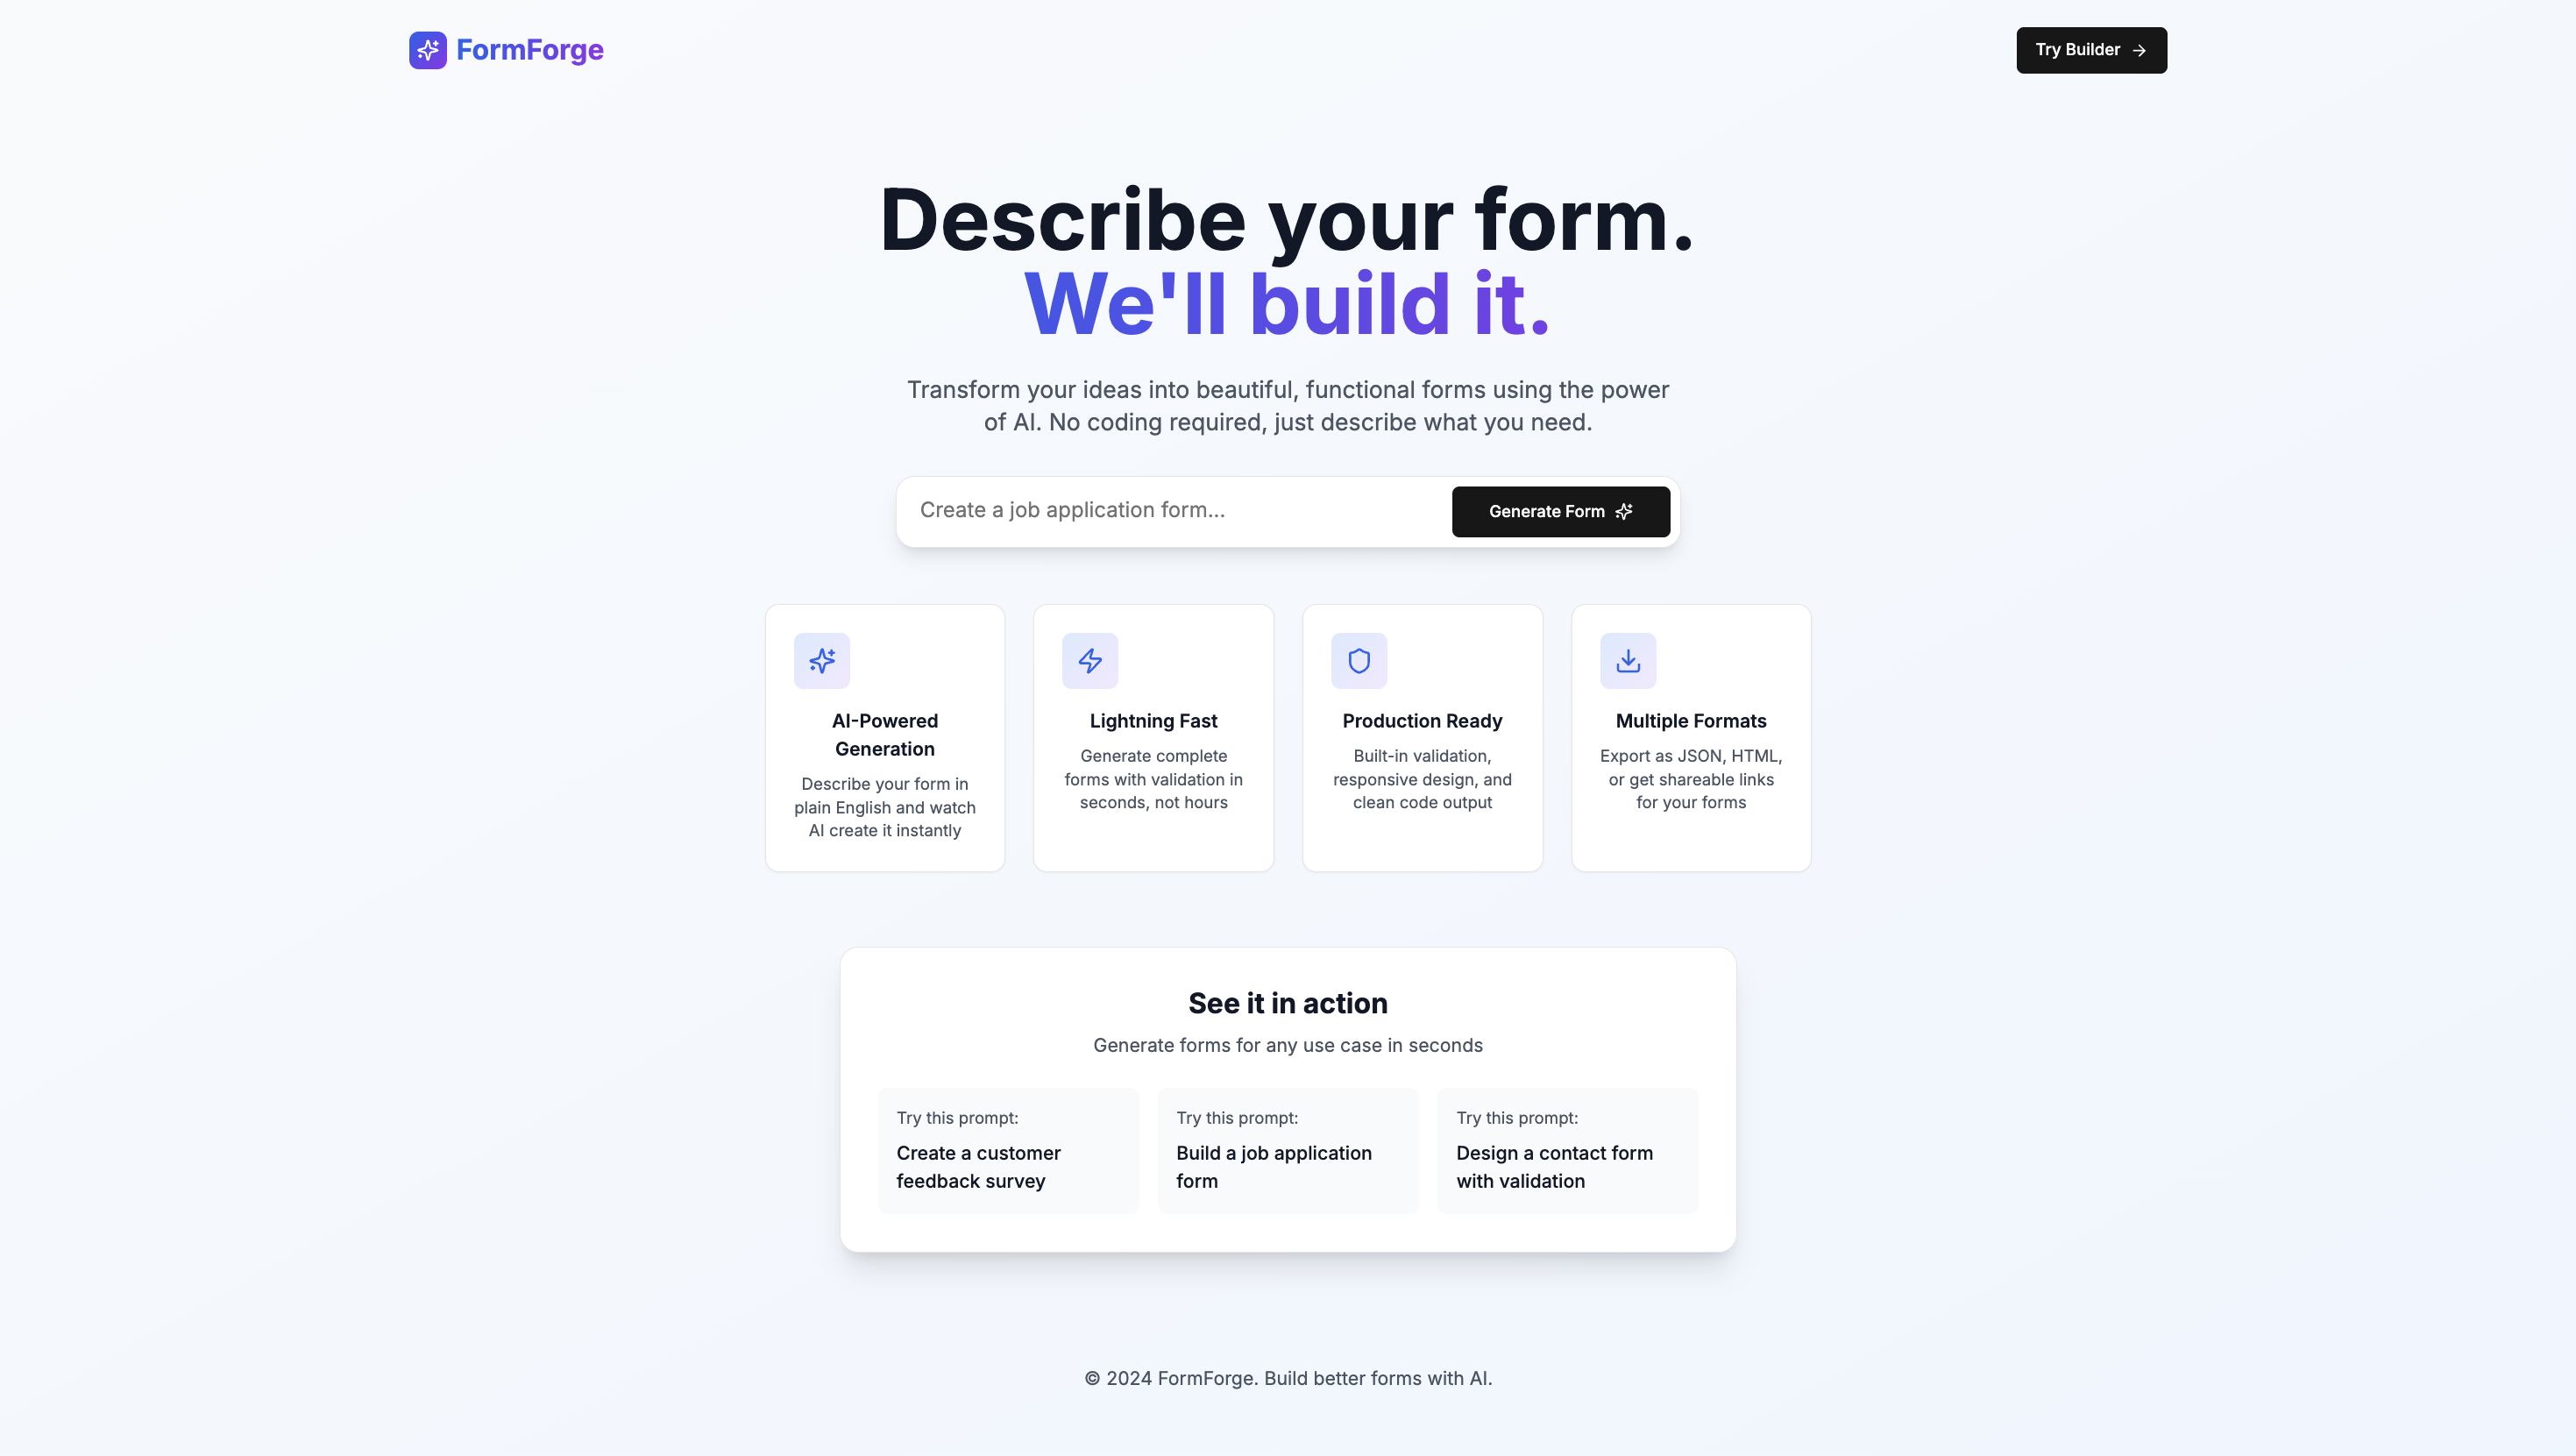 FormForge
Try Builder
Describe your form.
We'll build it.
Transform your ideas into beautiful, functional forms using the power
of AI. No coding required, just describe what you need.
Create a job application form...
Generate Form
AI-Powered
Generation
Describe your form in
plain English and watch
AI create it instantly
Lightning Fast
Generate complete
forms with validation in
seconds, not hours
Production Ready
Built-in validation,
responsive design, and
clean code output
Multiple Formats
Export as JSON, HTML,
or get shareable links
for your forms
See it in action
Generate forms for any use case in seconds
Try this prompt:
Create a customer
feedback survey
Try this prompt:
Build a job application
form
Try this prompt:
Design a contact form
with validation
© 2024 FormForge. Build better forms with AI.